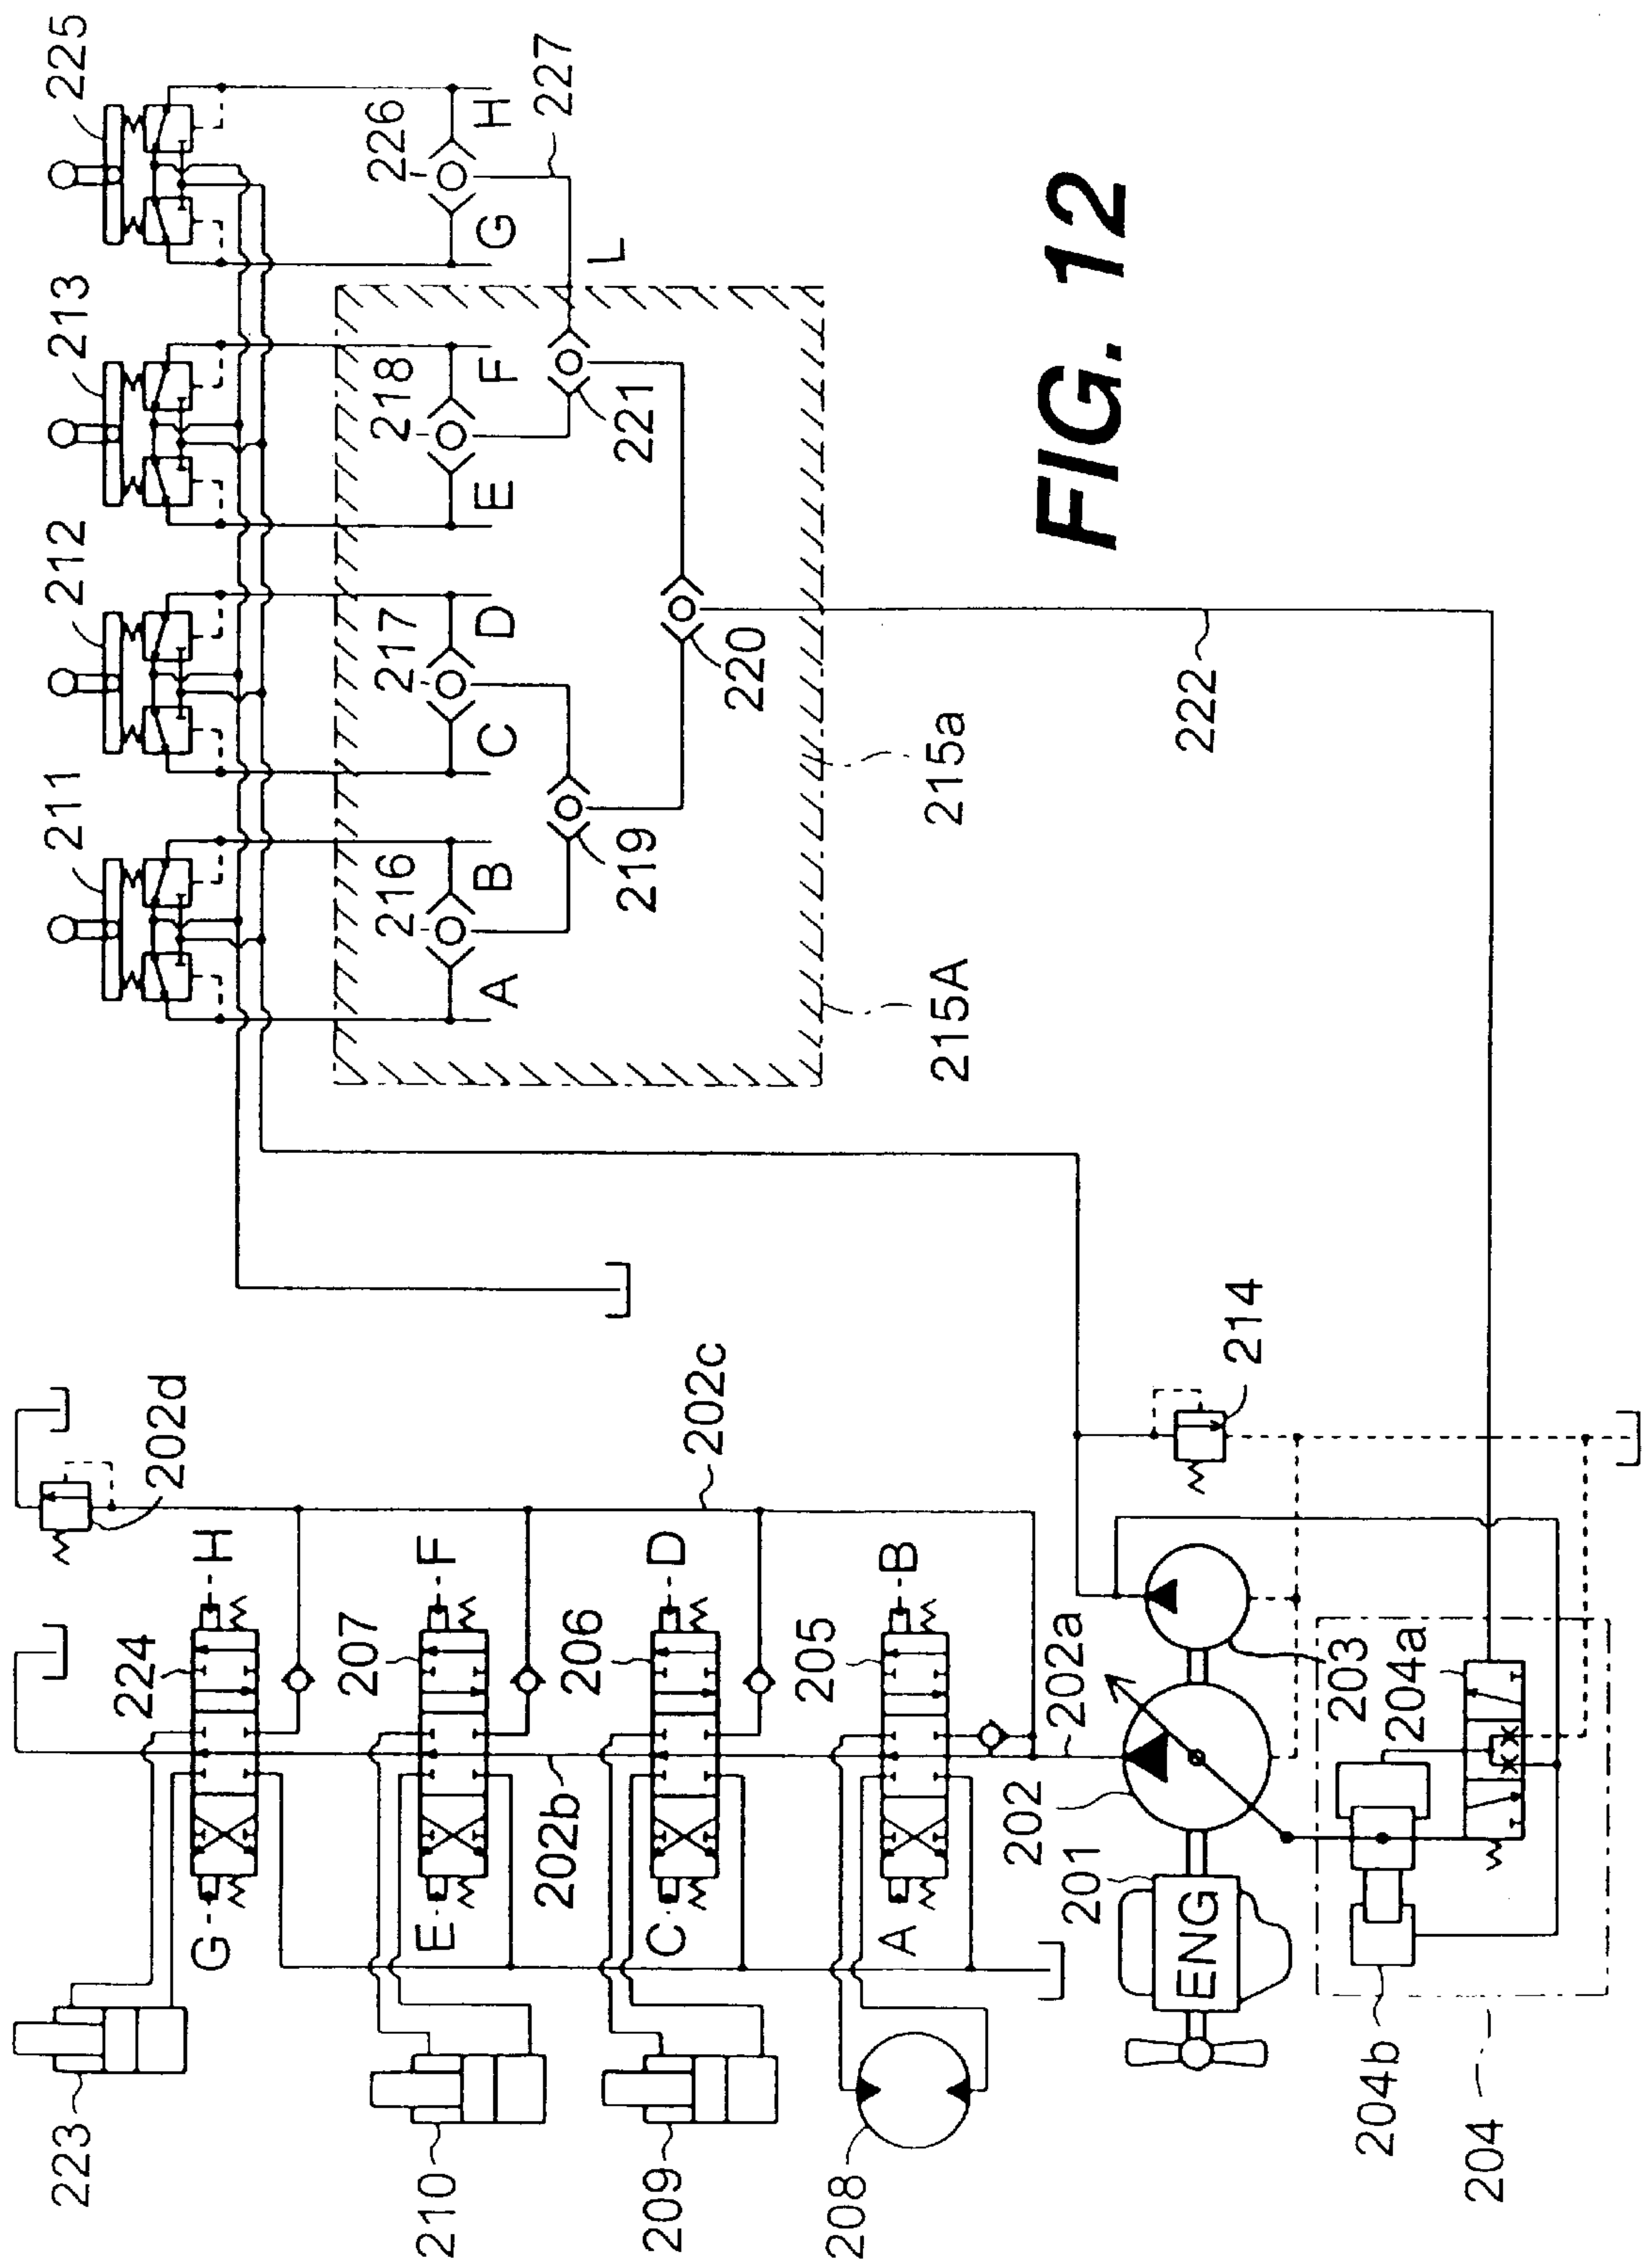 223
224
G
H
202d
210
207
E
F
202b
202c
209
206
C
D
208
205
A
B
202
202a
201
ENG
203
204a
204b
204
214
211
212
213
225
216
217
218
226
A
B
C
D
E
F
G
H
219
221
227
L
220
215A
215a
222
FIG. 12